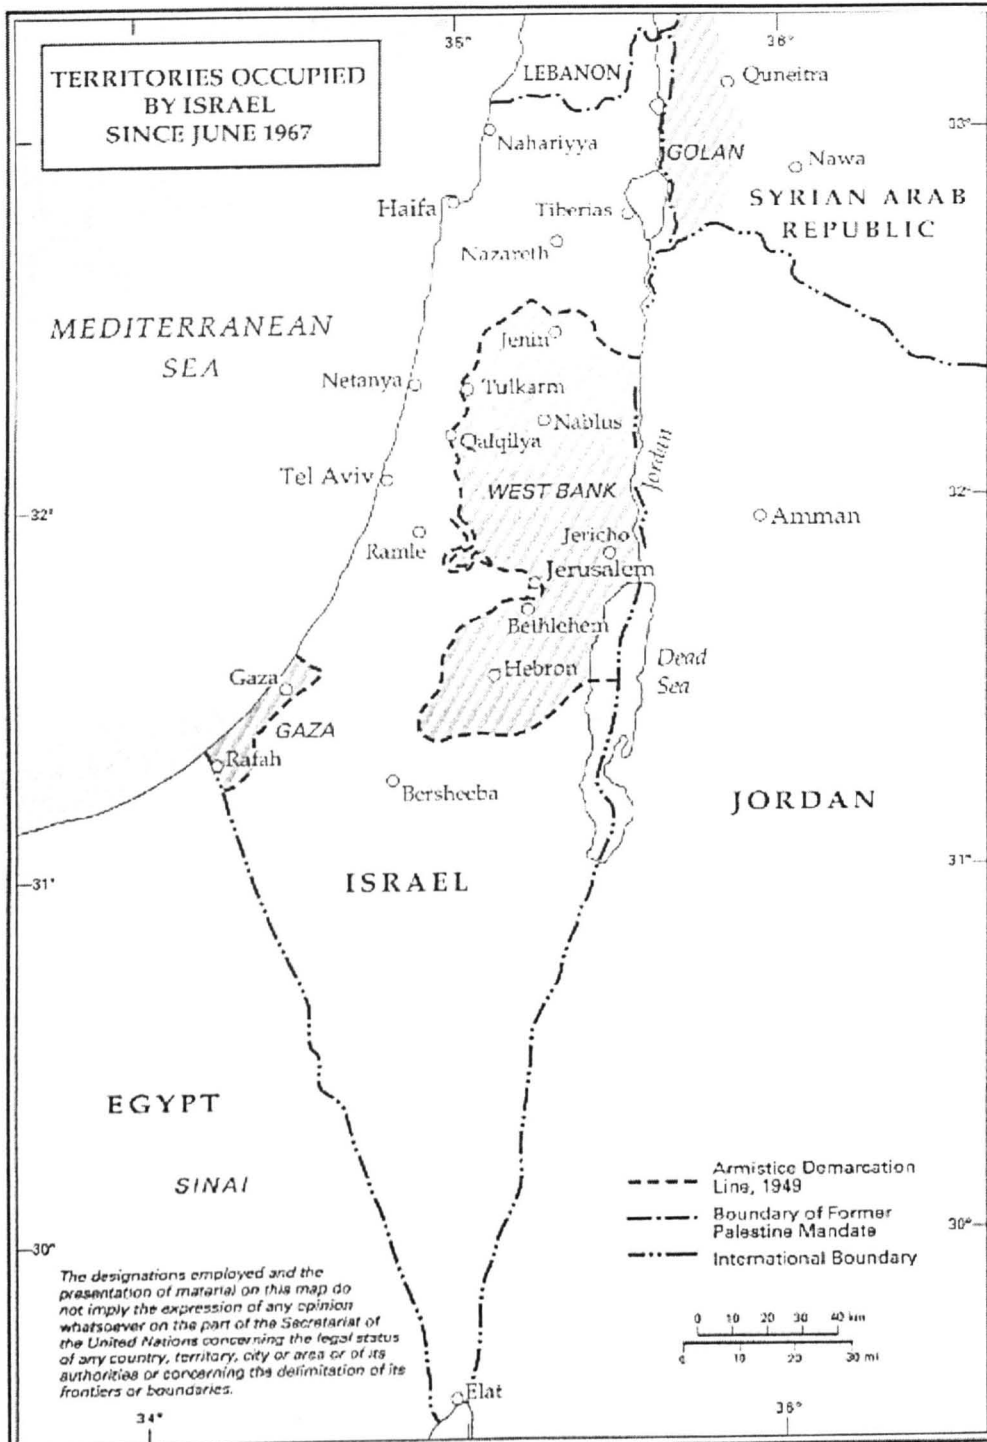 TERRITORIES OCCUPIED
BY ISRAEL
SINCE JUNE 1967
35°
36°
LEBANON
Quneitra
33°
Nahariyya
GOLAN
Nawa
Haifa
Tiberias
SYRIAN ARAB
REPUBLIC
Nazareth
MEDITERRANEAN
SEA
Jenin
Netanya
Tulkarm
Nablus
Qalqilya
Jordan
Tel Aviv
WEST BANK
32°
32°
Amman
Ramle
Jericho
Jerusalem
Bethlehem
Dead
Sea
Gaza
Hebron
GAZA
Rafah
Bersheeba
JORDAN
31°
31°
ISRAEL
EGYPT
SINAI
Armistice Demarcation
Line, 1949
Boundary of Former
Palestine Mandate
International Boundary
30°
30°
The designations employed and the
presentation of material on this map do
not imply the expression of any opinion
whatsoever on the part of the Secretariat of
the United Nations concerning the legal status
of any country, territory, city or area or of its
authorities or concerning the delimitation of its
frontiers or boundaries.
0 10 20 30 40 km
0 10 20 30 mi
Elat
34°
36°